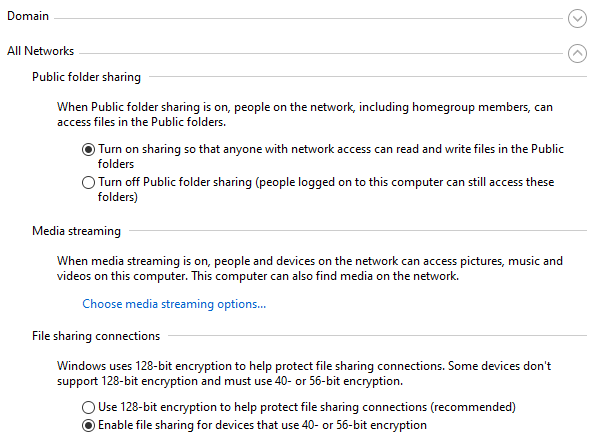 Domain
All Networks
Public folder sharing
When Public folder sharing is on, people on the network, including homegroup members, can
access files in the Public folders.
Turn on sharing so that anyone with network access can read and write files in the Public
folders
Turn off Public folder sharing (people logged on to this computer can still access these
folders)
Media streaming
When media streaming is on, people and devices on the network can access pictures, music and
videos on this computer. This computer can also find media on the network.
Choose media streaming options...
File sharing connections
Windows uses 128-bit encryption to help protect file sharing connections. Some devices don't
support 128-bit encryption and must use 40- or 56-bit encryption.
Use 128-bit encryption to help protect file sharing connections (recommended)
Enable file sharing for devices that use 40- or 56-bit encryption